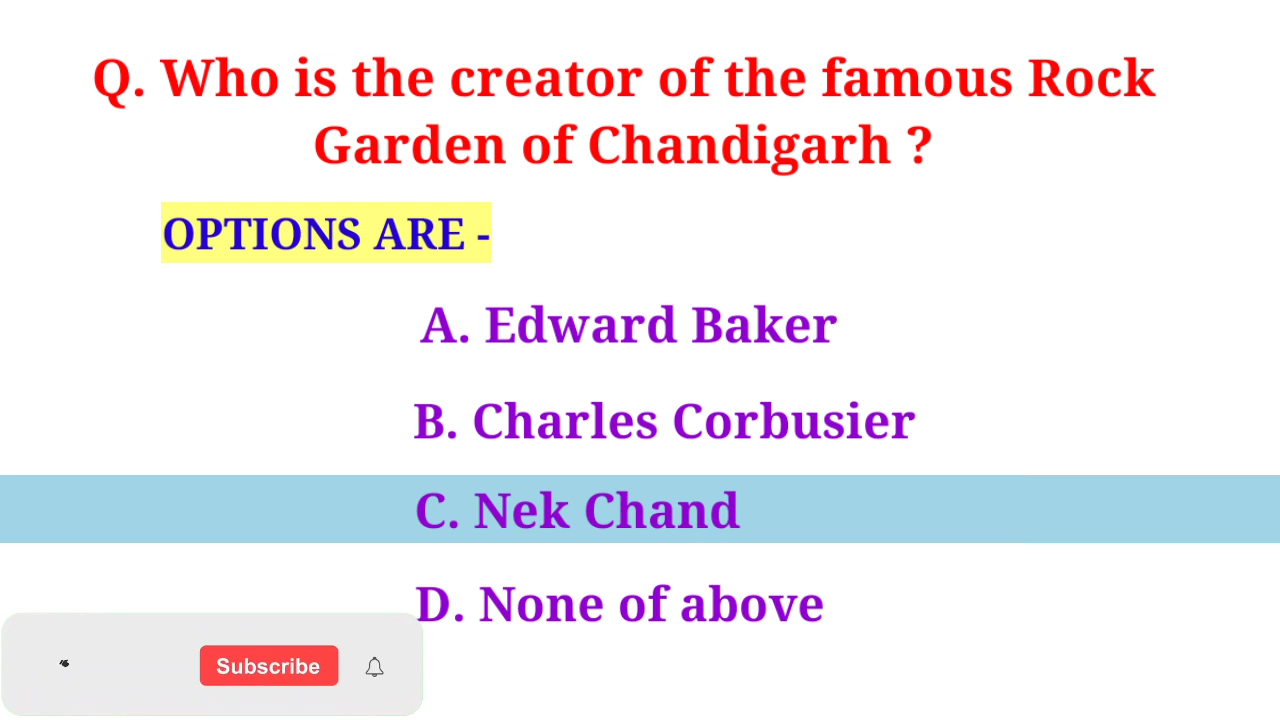 Q. Who is the creator of the famous Rock
Garden of Chandigarh ?
OPTIONS ARE -
A. Edward Baker
B. Charles Corbusier
C. Nek Chand
D. None of above
Subscribe